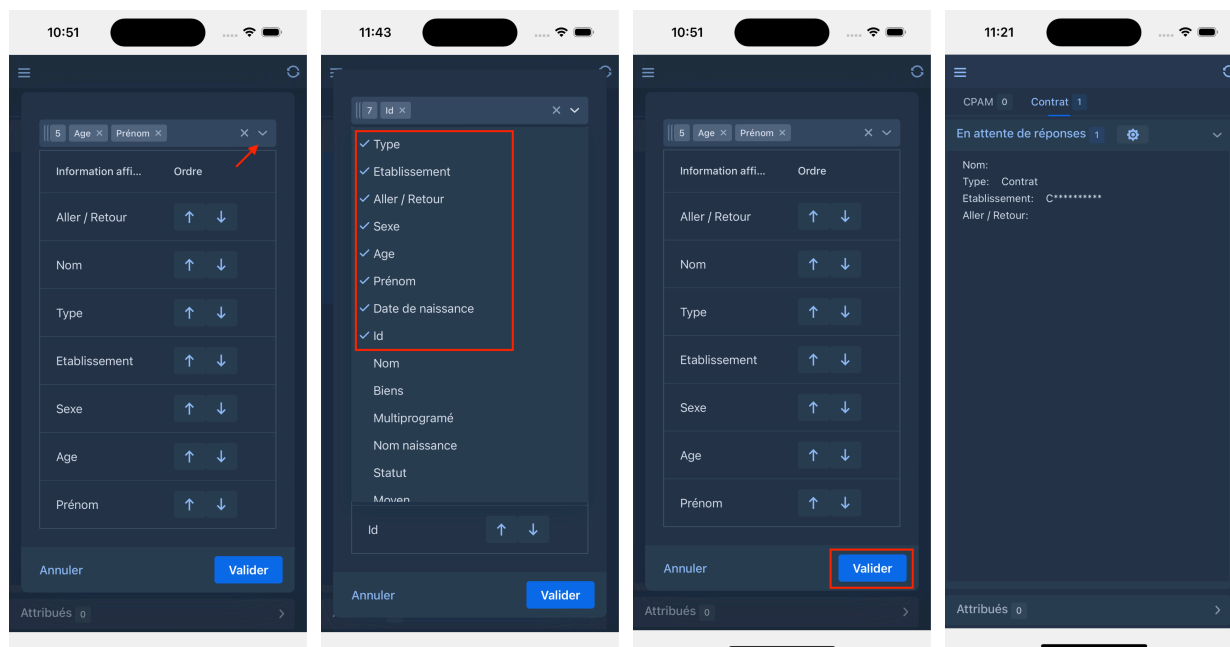 10:51
5 Age × Prénom ×
Information affi... Ordre
Aller / Retour
Nom
Type
Etablissement
Sexe
Age
Prénom
Annuler Valider
Attribués 0
11:43
7 Id ×
Type
Etablissement
Aller / Retour
Sexe
Age
Prénom
Date de naissance
Id
Nom
Biens
Multiprogramé
Nom naissance
Statut
Moyen
Id
Annuler Valider
10:51
5 Age × Prénom ×
Information affi... Ordre
Aller / Retour
Nom
Type
Etablissement
Sexe
Age
Prénom
Annuler Valider
Attribués 0
11:21
CPAM 0 Contrat 1
En attente de réponses 1
Nom:
Type: Contrat
Etablissement: C**********
Aller / Retour:
Attribués 0